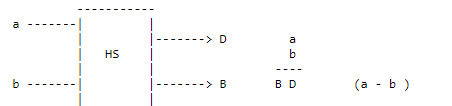 -----------
a -------| |
| |-------> D a
| HS | b
| | ----
b -------| |-------> B B D (a - b )
| |